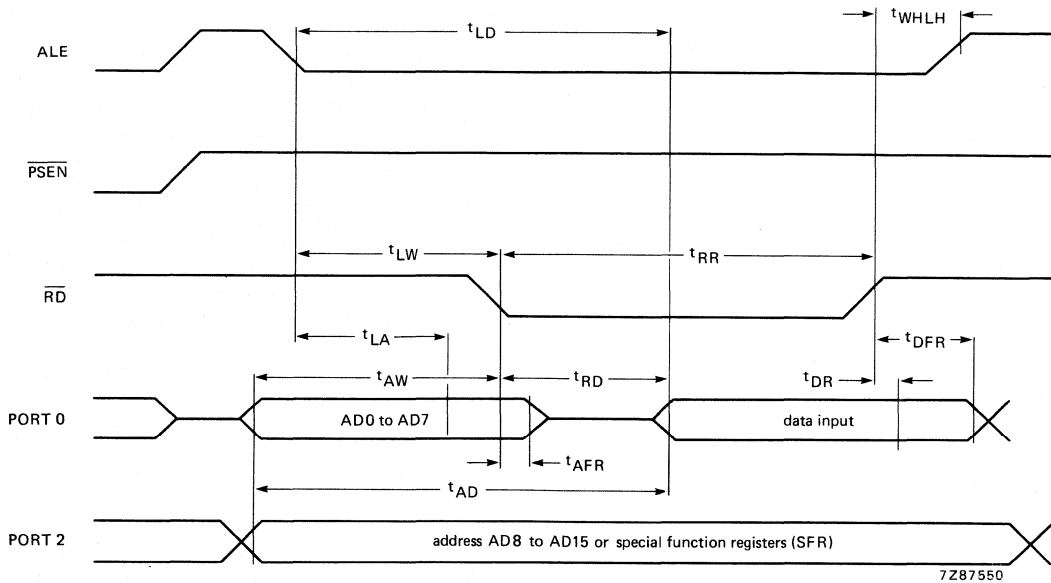 tWHLH
tLD
ALE
PSEN
tLW
tRR
RD
tLA
tDFR
tAW
tRD
tDR
PORT 0
AD0 to AD7
data input
tAFR
tAD
PORT 2
address AD8 to AD15 or special function registers (SFR)
7Z87550